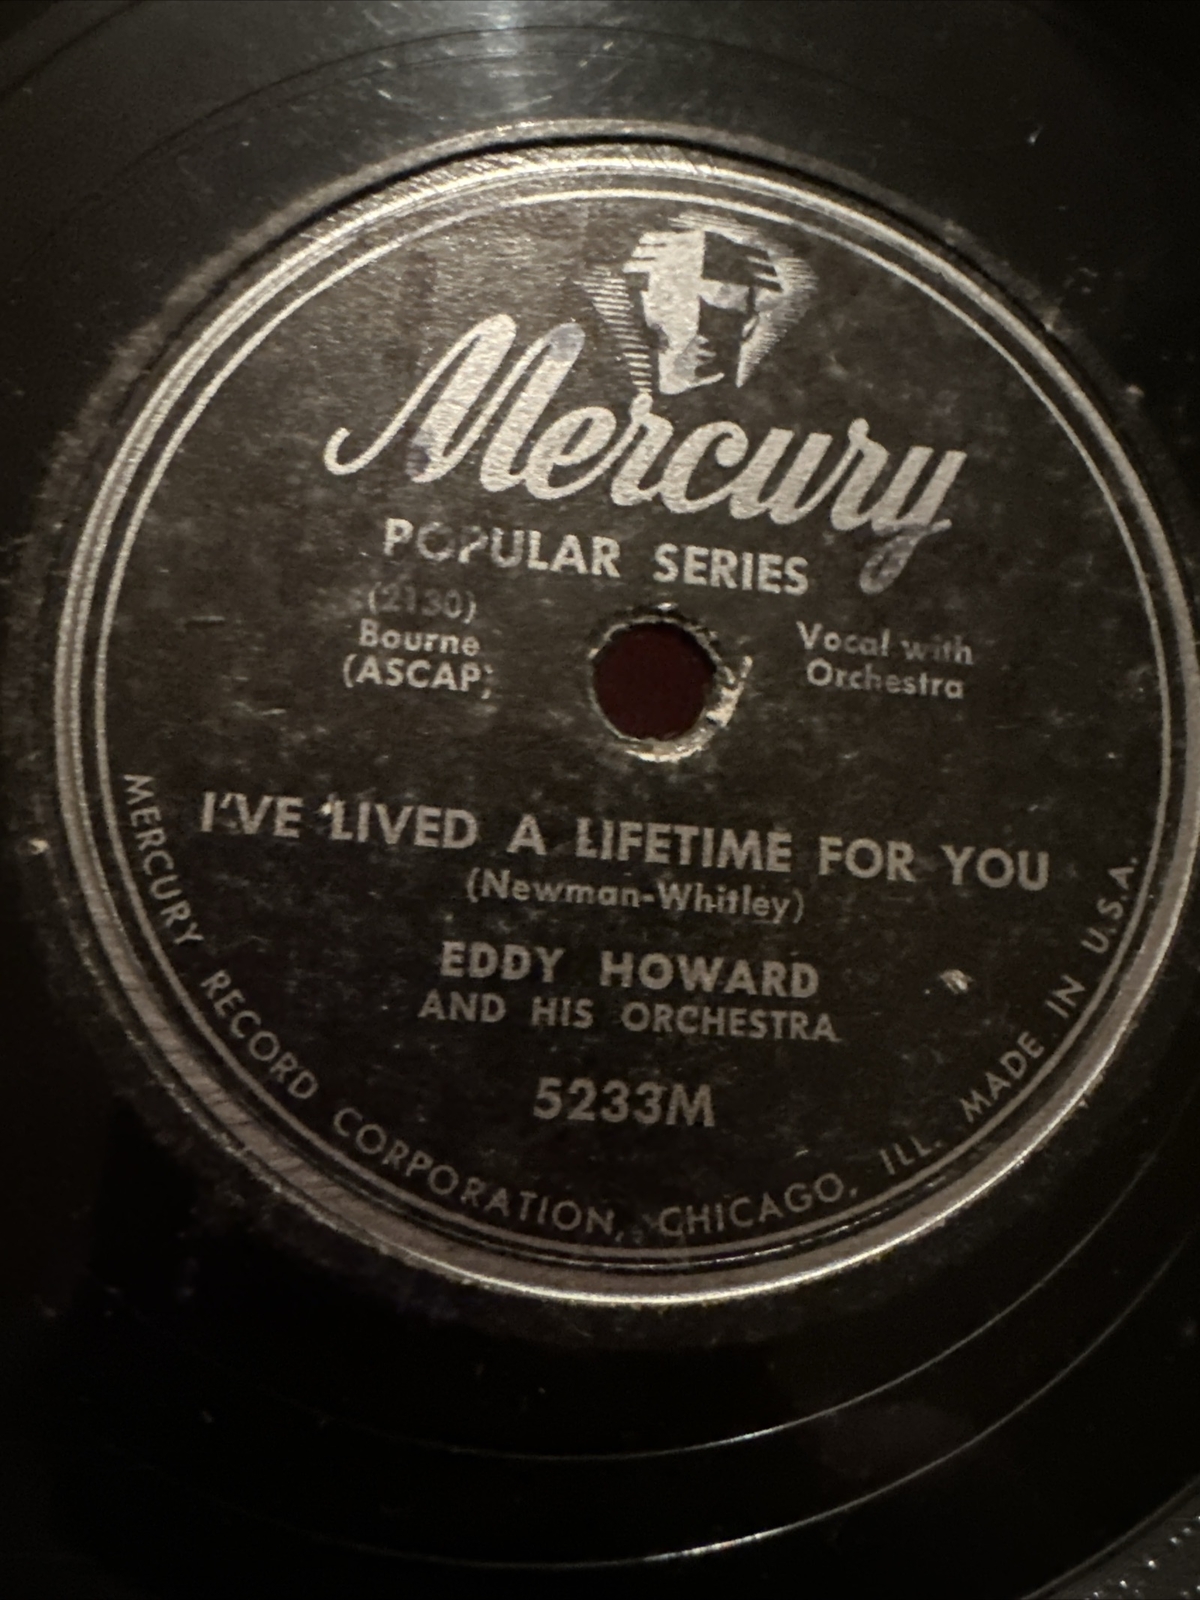 Mercury
POPULAR SERIES
(2130)
Bourne
(ASCAP)
Vocal with
Orchestra
I'VE LIVED A LIFETIME FOR YOU
(Newman-Whitley)
EDDY HOWARD
AND HIS ORCHESTRA
5233M
MERCURY RECORD CORPORATION, CHICAGO, ILL. MADE IN U.S.A.